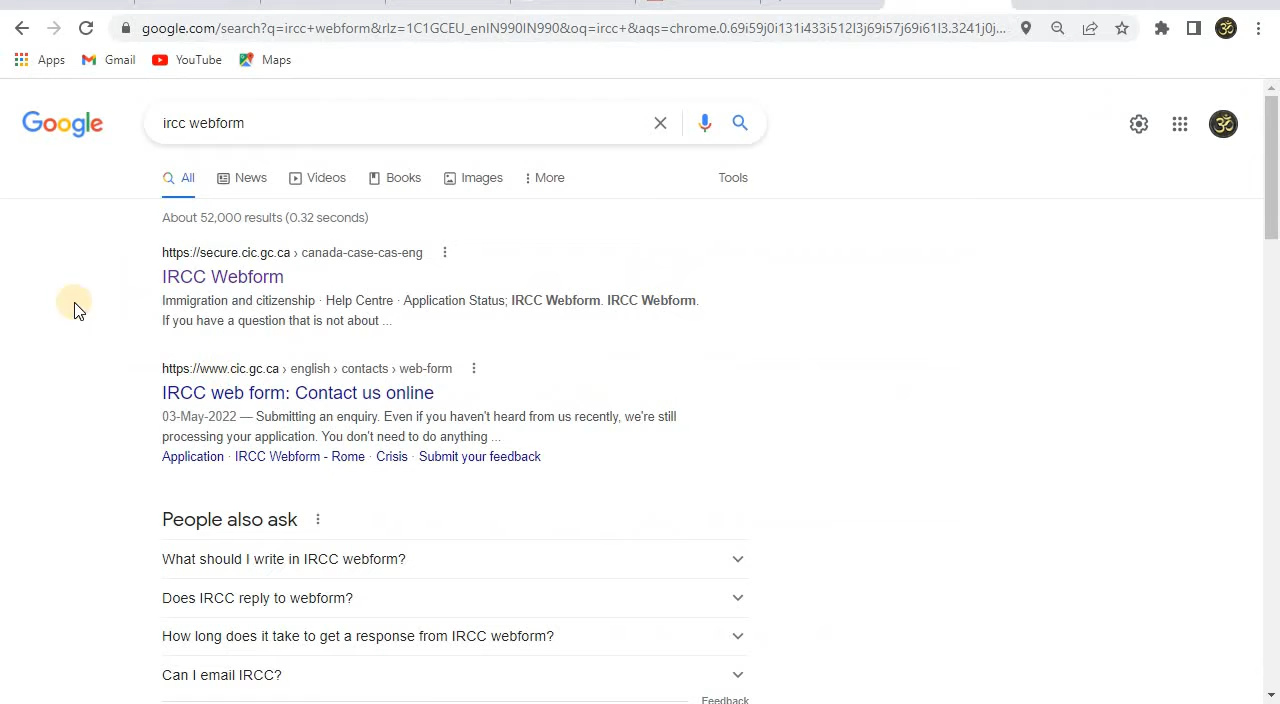 google.com/search?q=ircc+webform&rlz=1C1GCEU_enIN990IN990&oq=ircc+&aqs=chrome.0.69i59j0i131i433i512l3j69i57j69i61l3.3241j0j...
Apps Gmail YouTube Maps
Google ircc webform
All News Videos Books Images More Tools
About 52,000 results (0.32 seconds)
https://secure.cic.gc.ca › canada-case-cas-eng
IRCC Webform
Immigration and citizenship · Help Centre · Application Status; IRCC Webform. IRCC Webform.
If you have a question that is not about ...
https://www.cic.gc.ca › english › contacts › web-form
IRCC web form: Contact us online
03-May-2022 — Submitting an enquiry. Even if you haven't heard from us recently, we're still
processing your application. You don't need to do anything ...
Application · IRCC Webform - Rome · Crisis · Submit your feedback
People also ask
What should I write in IRCC webform?
Does IRCC reply to webform?
How long does it take to get a response from IRCC webform?
Can I email IRCC?
Feedback